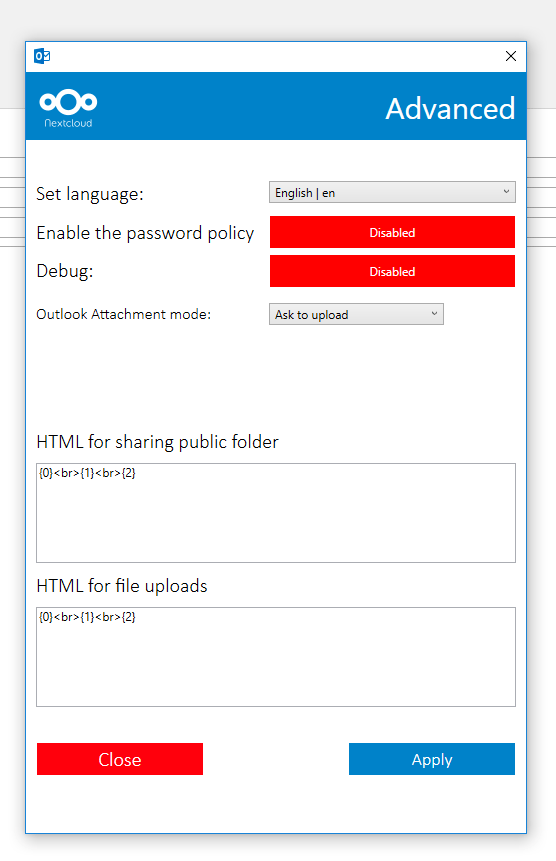 Nextcloud
Advanced
Set language:
English | en
Enable the password policy
Disabled
Debug:
Disabled
Outlook Attachment mode:
Ask to upload
HTML for sharing public folder
{0}<br>{1}<br>{2}
HTML for file uploads
{0}<br>{1}<br>{2}
Close
Apply